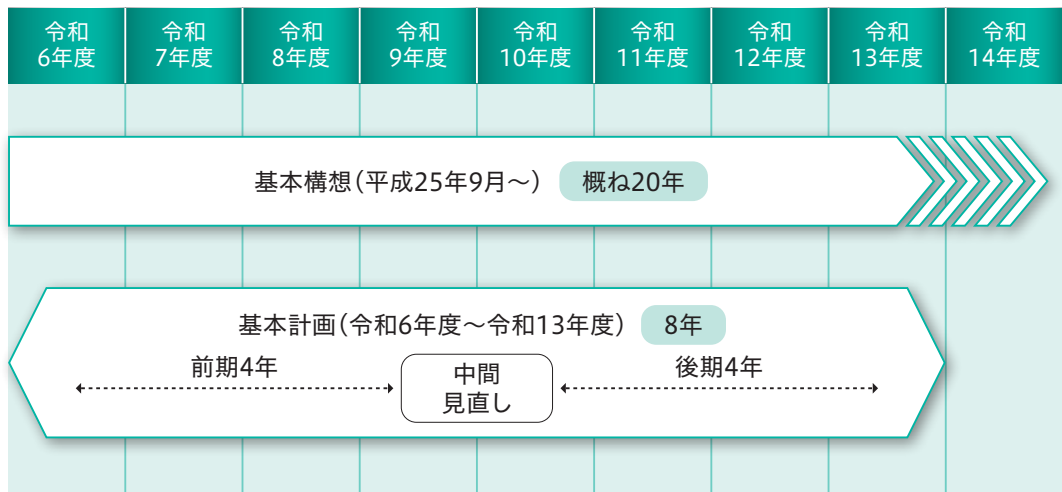 令和
6年度
令和
7年度
令和
8年度
令和
9年度
令和
10年度
令和
11年度
令和
12年度
令和
13年度
令和
14年度
基本構想(平成25年9月〜) 概ね20年
基本計画(令和6年度〜令和13年度) 8年
前期4年
中間
見直し
後期4年